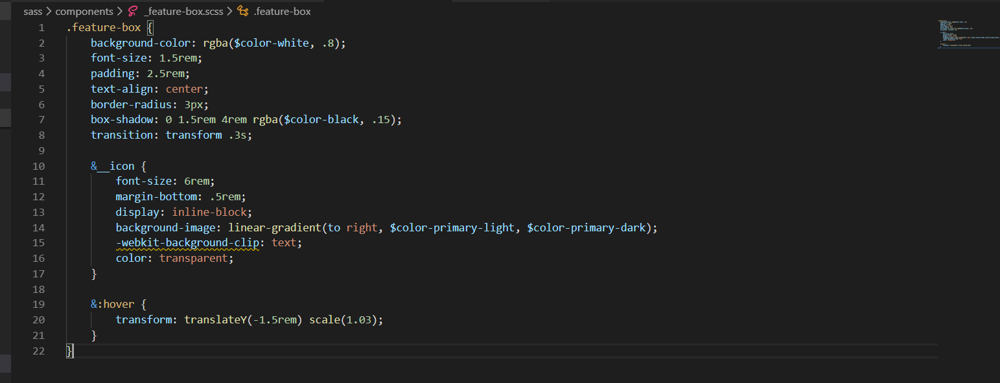 sass > components > _feature-box.scss > .feature-box
1 .feature-box {
2     background-color: rgba($color-white, .8);
3     font-size: 1.5rem;
4     padding: 2.5rem;
5     text-align: center;
6     border-radius: 3px;
7     box-shadow: 0 1.5rem 4rem rgba($color-black, .15);
8     transition: transform .3s;
9
10     &__icon {
11         font-size: 6rem;
12         margin-bottom: .5rem;
13         display: inline-block;
14         background-image: linear-gradient(to right, $color-primary-light, $color-primary-dark);
15         -webkit-background-clip: text;
16         color: transparent;
17     }
18
19     &:hover {
20         transform: translateY(-1.5rem) scale(1.03);
21     }
22 }